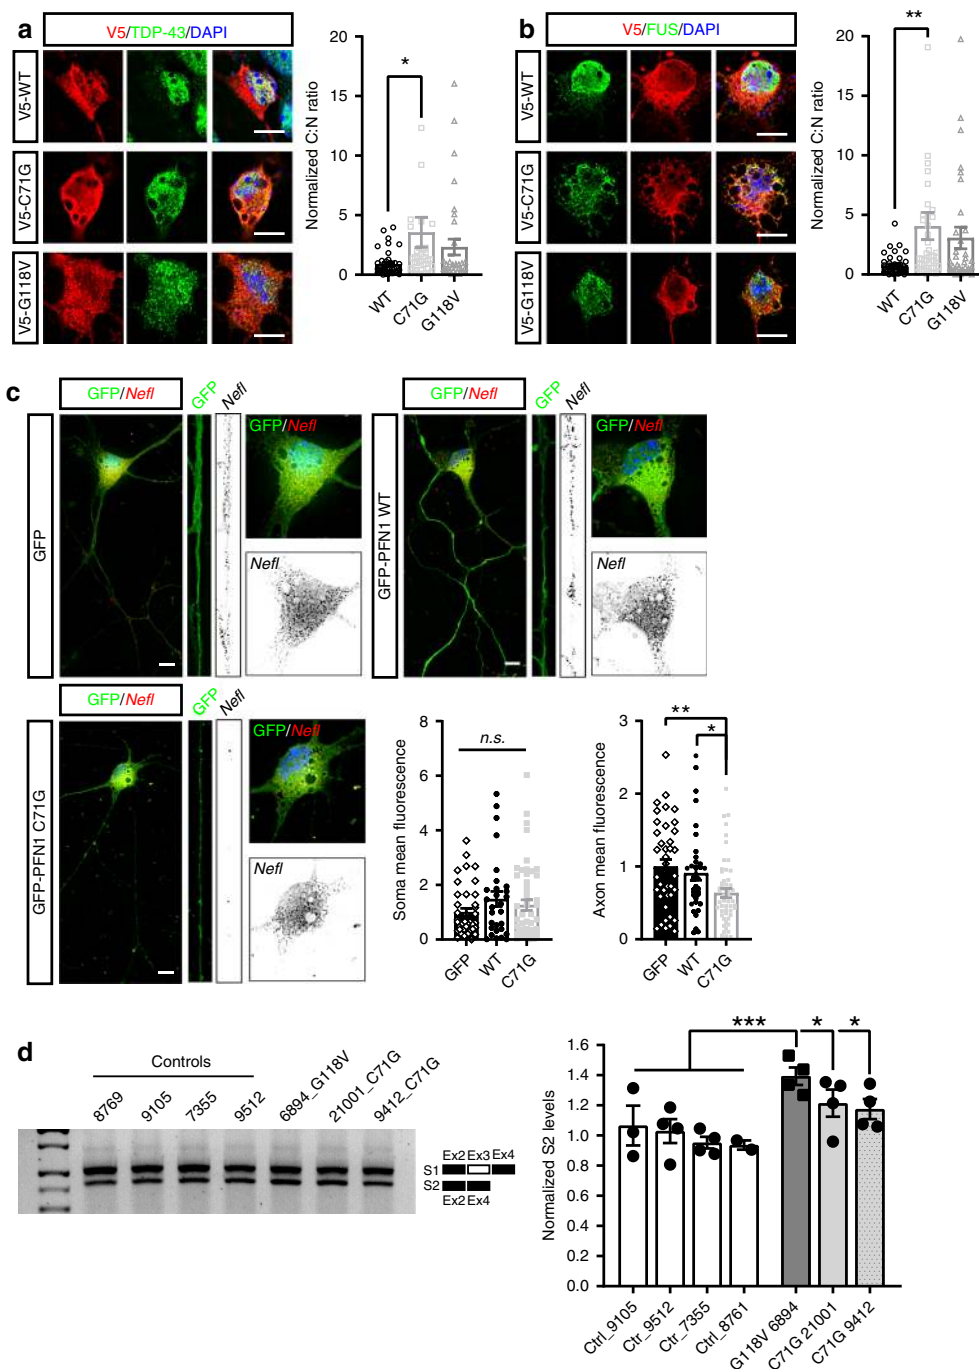 a
V5/TDP-43/DAPI
V5-WT
V5-C71G
V5-G118V
Normalized C:N ratio
20
15
10
5
0
*
WT
C71G
G118V
b
V5/FUS/DAPI
V5-WT
V5-C71G
V5-G118V
Normalized C:N ratio
20
15
10
5
0
**
WT
C71G
G118V
c
GFP/Nefl
GFP
Nefl
GFP
GFP/Nefl
Nefl
GFP/Nefl
GFP
Nefl
GFP-PFN1 WT
GFP/Nefl
Nefl
GFP/Nefl
GFP
Nefl
GFP-PFN1 C71G
GFP/Nefl
Nefl
Soma mean fluorescence
8
6
4
2
0
n.s.
GFP
WT
C71G
Axon mean fluorescence
3
2
1
0
**
*
GFP
WT
C71G
d
Controls
8769
9105
7355
9512
6894_G118V
21001_C71G
9412_C71G
Ex2 Ex3 Ex4
S1
S2
Ex2 Ex4
Normalized S2 levels
1.6
1.4
1.2
1.0
0.8
0.6
0.4
0.2
0.0
***
*
*
Ctrl_9105
Ctr_9512
Ctr_7355
Ctrl_8761
G118V 6894
C71G 21001
C71G 9412